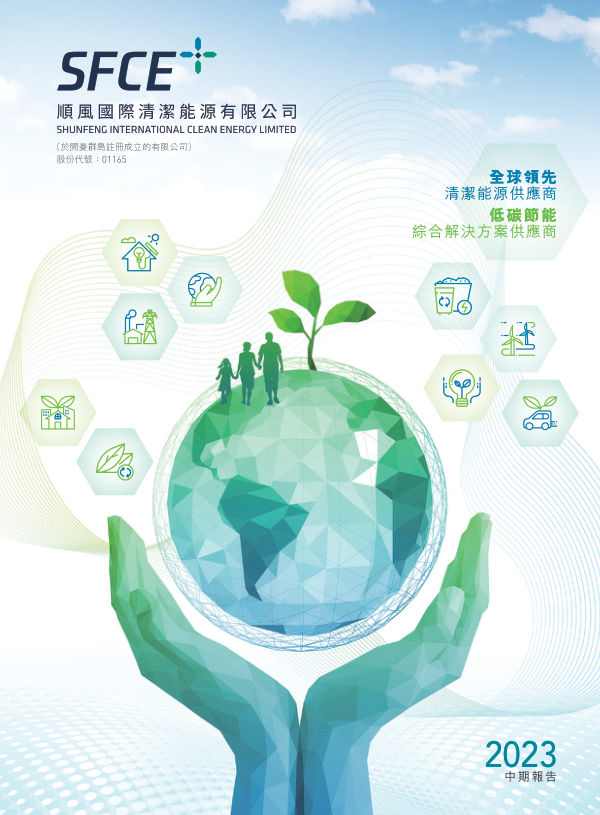 SFCE
順風國際清潔能源有限公司
SHUNFENG INTERNATIONAL CLEAN ENERGY LIMITED
(於開曼群島註冊成立的有限公司)
股份代號：01165
全球領先
清潔能源供應商
低碳節能
綜合解決方案供應商
2023
中期報告